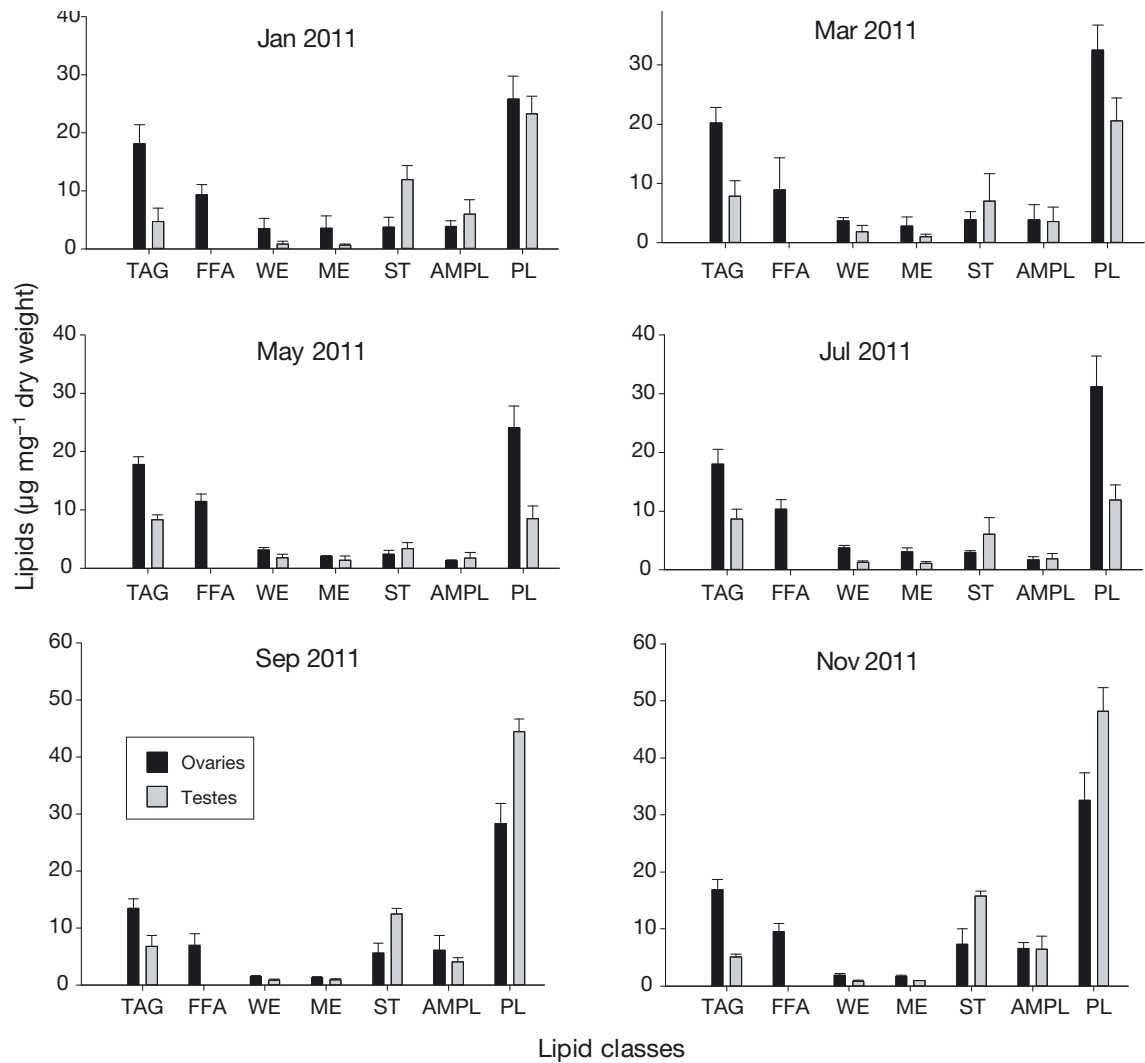 40
30
20
10
0
Jan 2011
TAG FFA WE ME ST AMPL PL
30
20
10
0
Mar 2011
TAG FFA WE ME ST AMPL PL
Lipids (µg mg⁻¹ dry weight)
40
30
20
10
0
May 2011
TAG FFA WE ME ST AMPL PL
40
30
20
10
0
Jul 2011
TAG FFA WE ME ST AMPL PL
60
50
40
30
20
10
0
Sep 2011
Ovaries
Testes
TAG FFA WE ME ST AMPL PL
60
50
40
30
20
10
0
Nov 2011
TAG FFA WE ME ST AMPL PL
Lipid classes